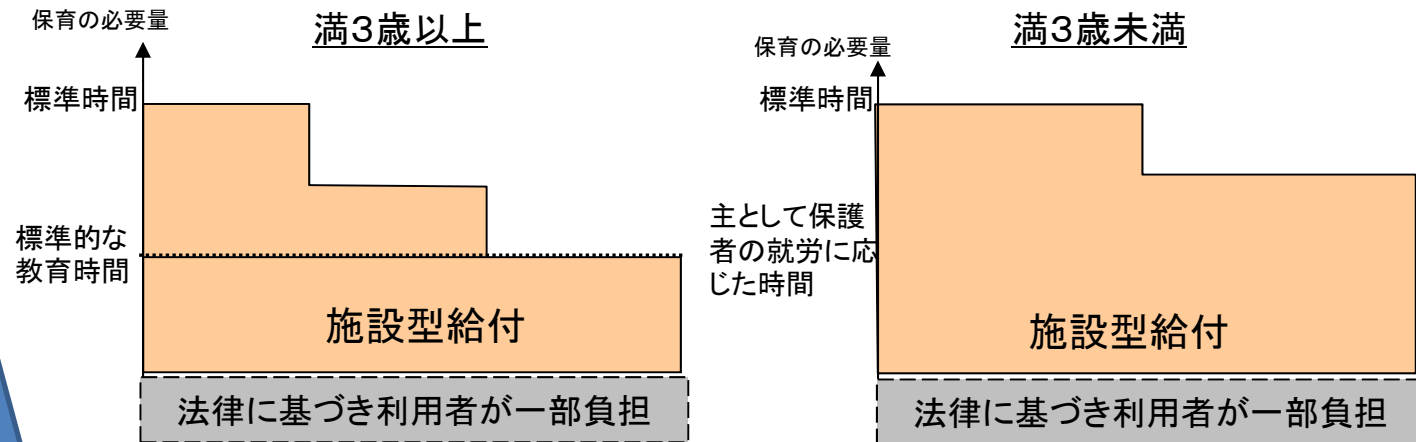 満３歳以上
保育の必要量
標準時間
標準的な
教育時間
施設型給付
法律に基づき利用者が一部負担
満３歳未満
保育の必要量
標準時間
主として保護
者の就労に応
じた時間
施設型給付
法律に基づき利用者が一部負担